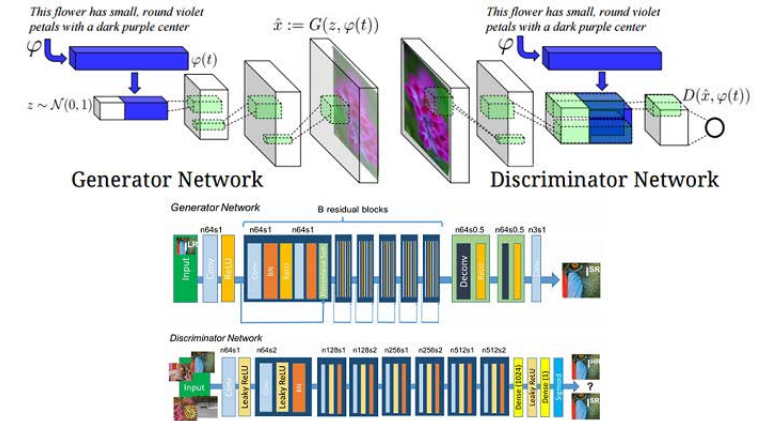 This flower has small, round violet
petals with a dark purple center
φ
φ(t)
z ~ N(0, 1)
x̂ := G(z, φ(t))
Generator Network
This flower has small, round violet
petals with a dark purple center
φ
D(x̂, φ(t))
Discriminator Network
Generator Network
B residual blocks
n64s1
n64s1
n64s1
n64s0.5
n64s0.5
n3s1
LR
Input
Conv
ReLU
Conv
BN
ReLU
Deconv
ReLU
Conv
SR
Discriminator Network
n64s1
n64s2
n128s1
n128s2
n256s1
n256s2
n512s1
n512s2
Input
Conv
Leaky ReLU
Conv
Leaky ReLU
BN
Dense (1024)
Leaky ReLU
Dense (1)
Sigmoid
HR
?
SR